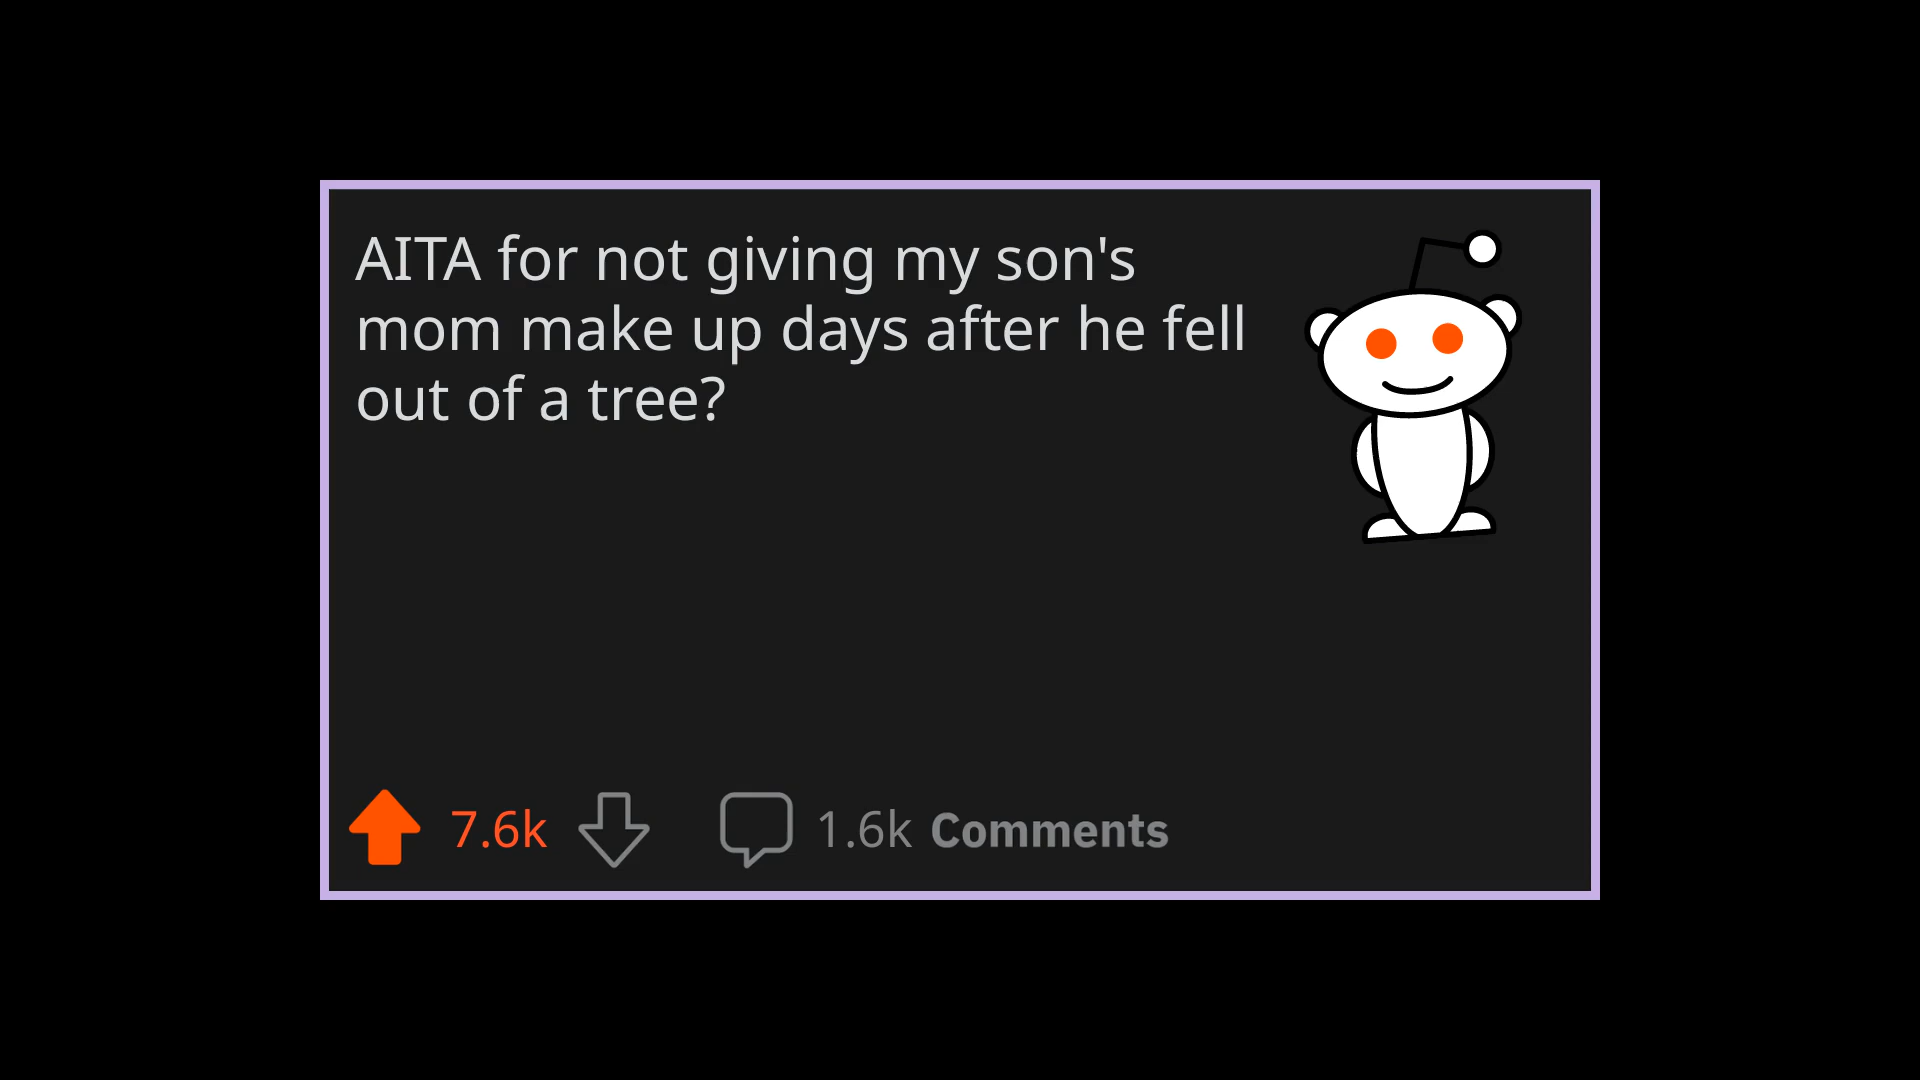 AITA for not giving my son's
mom make up days after he fell
out of a tree?
7.6k 1.6k Comments